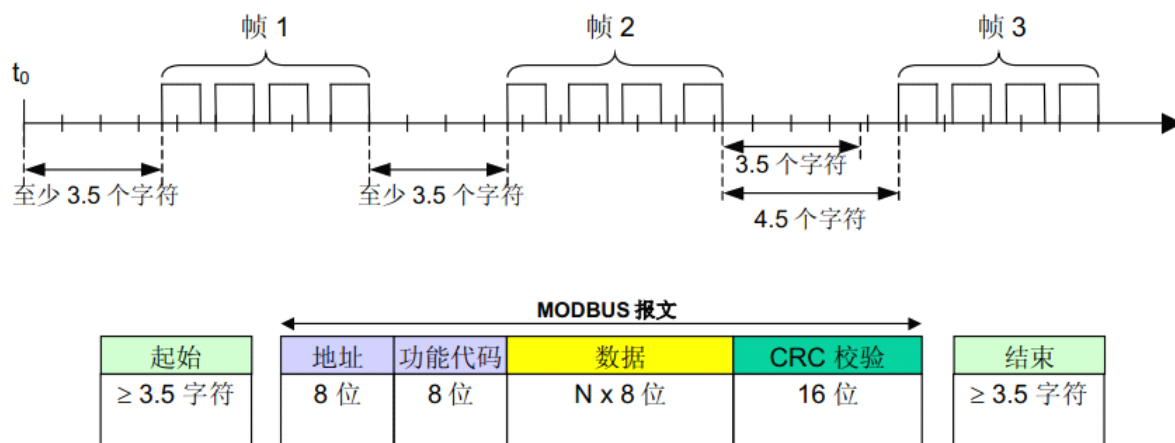 帧 1 帧 2 帧 3
t0
3.5 个字符
至少 3.5 个字符 至少 3.5 个字符
4.5 个字符
MODBUS 报文
起始 地址 功能代码 数据 CRC 校验 结束
≥ 3.5 字符 8 位 8 位 N x 8 位 16 位 ≥ 3.5 字符